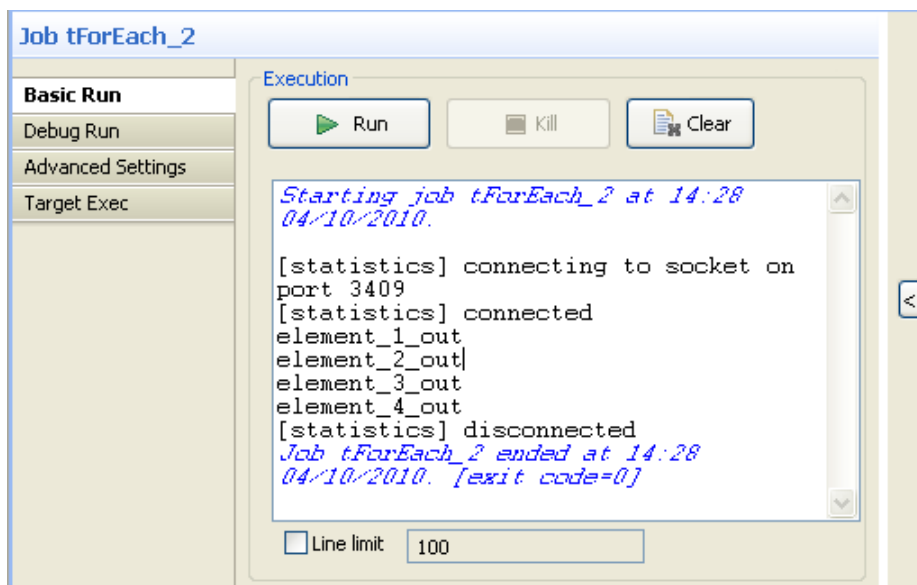 Job tForEach_2
Basic Run
Debug Run
Advanced Settings
Target Exec
Execution
Run
Kill
Clear
Starting job tForEach_2 at 14:28
04/10/2010.
[statistics] connecting to socket on
port 3409
[statistics] connected
element_1_out
element_2_out
element_3_out
element_4_out
[statistics] disconnected
Job tForEach_2 ended at 14:28
04/10/2010. [exit code=0]
Line limit
100
<